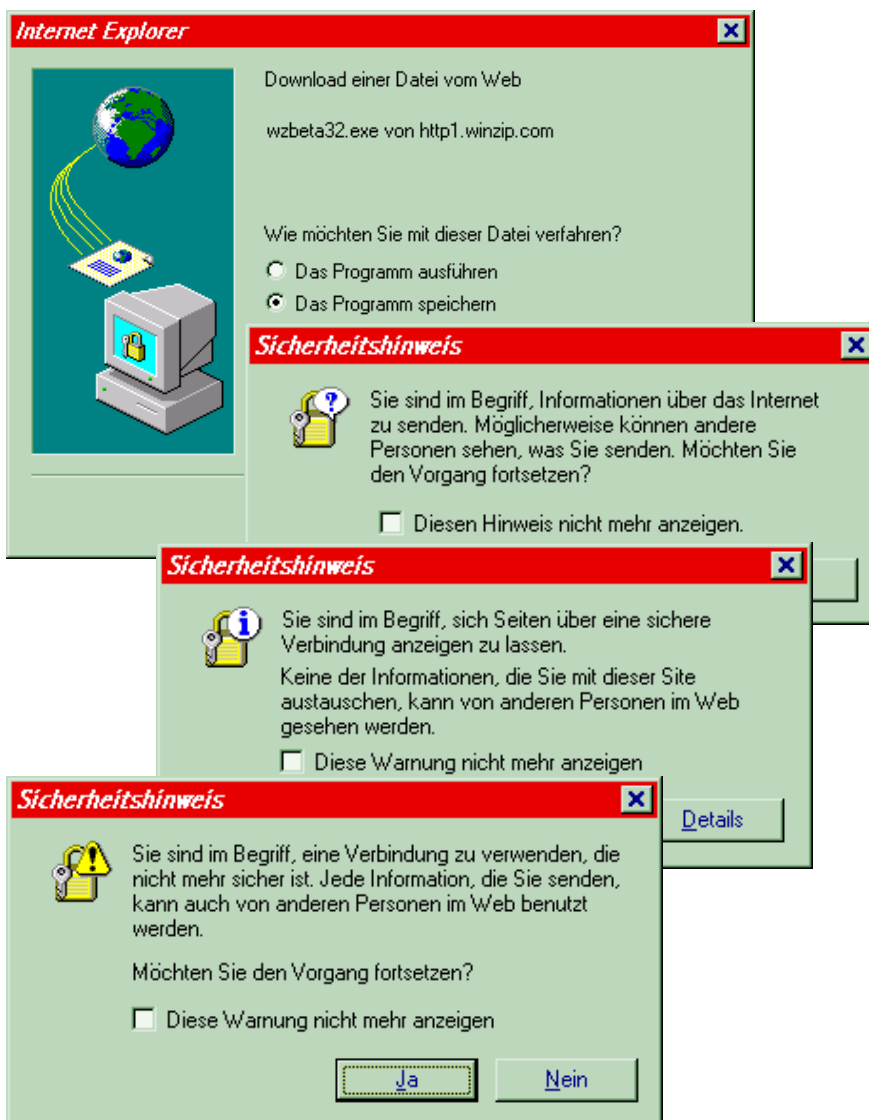 Internet Explorer
Download einer Datei vom Web
wzbeta32.exe von http1.winzip.com
Wie möchten Sie mit dieser Datei verfahren?
Das Programm ausführen
Das Programm speichern
Sicherheitshinweis
Sie sind im Begriff, Informationen über das Internet
zu senden. Möglicherweise können andere
Personen sehen, was Sie senden. Möchten Sie
den Vorgang fortsetzen?
Diesen Hinweis nicht mehr anzeigen.
Sicherheitshinweis
Sie sind im Begriff, sich Seiten über eine sichere
Verbindung anzeigen zu lassen.
Keine der Informationen, die Sie mit dieser Site
austauschen, kann von anderen Personen im Web
gesehen werden.
Diese Warnung nicht mehr anzeigen
Details
Sicherheitshinweis
Sie sind im Begriff, eine Verbindung zu verwenden, die
nicht mehr sicher ist. Jede Information, die Sie senden,
kann auch von anderen Personen im Web benutzt
werden.
Möchten Sie den Vorgang fortsetzen?
Diese Warnung nicht mehr anzeigen
Ja
Nein